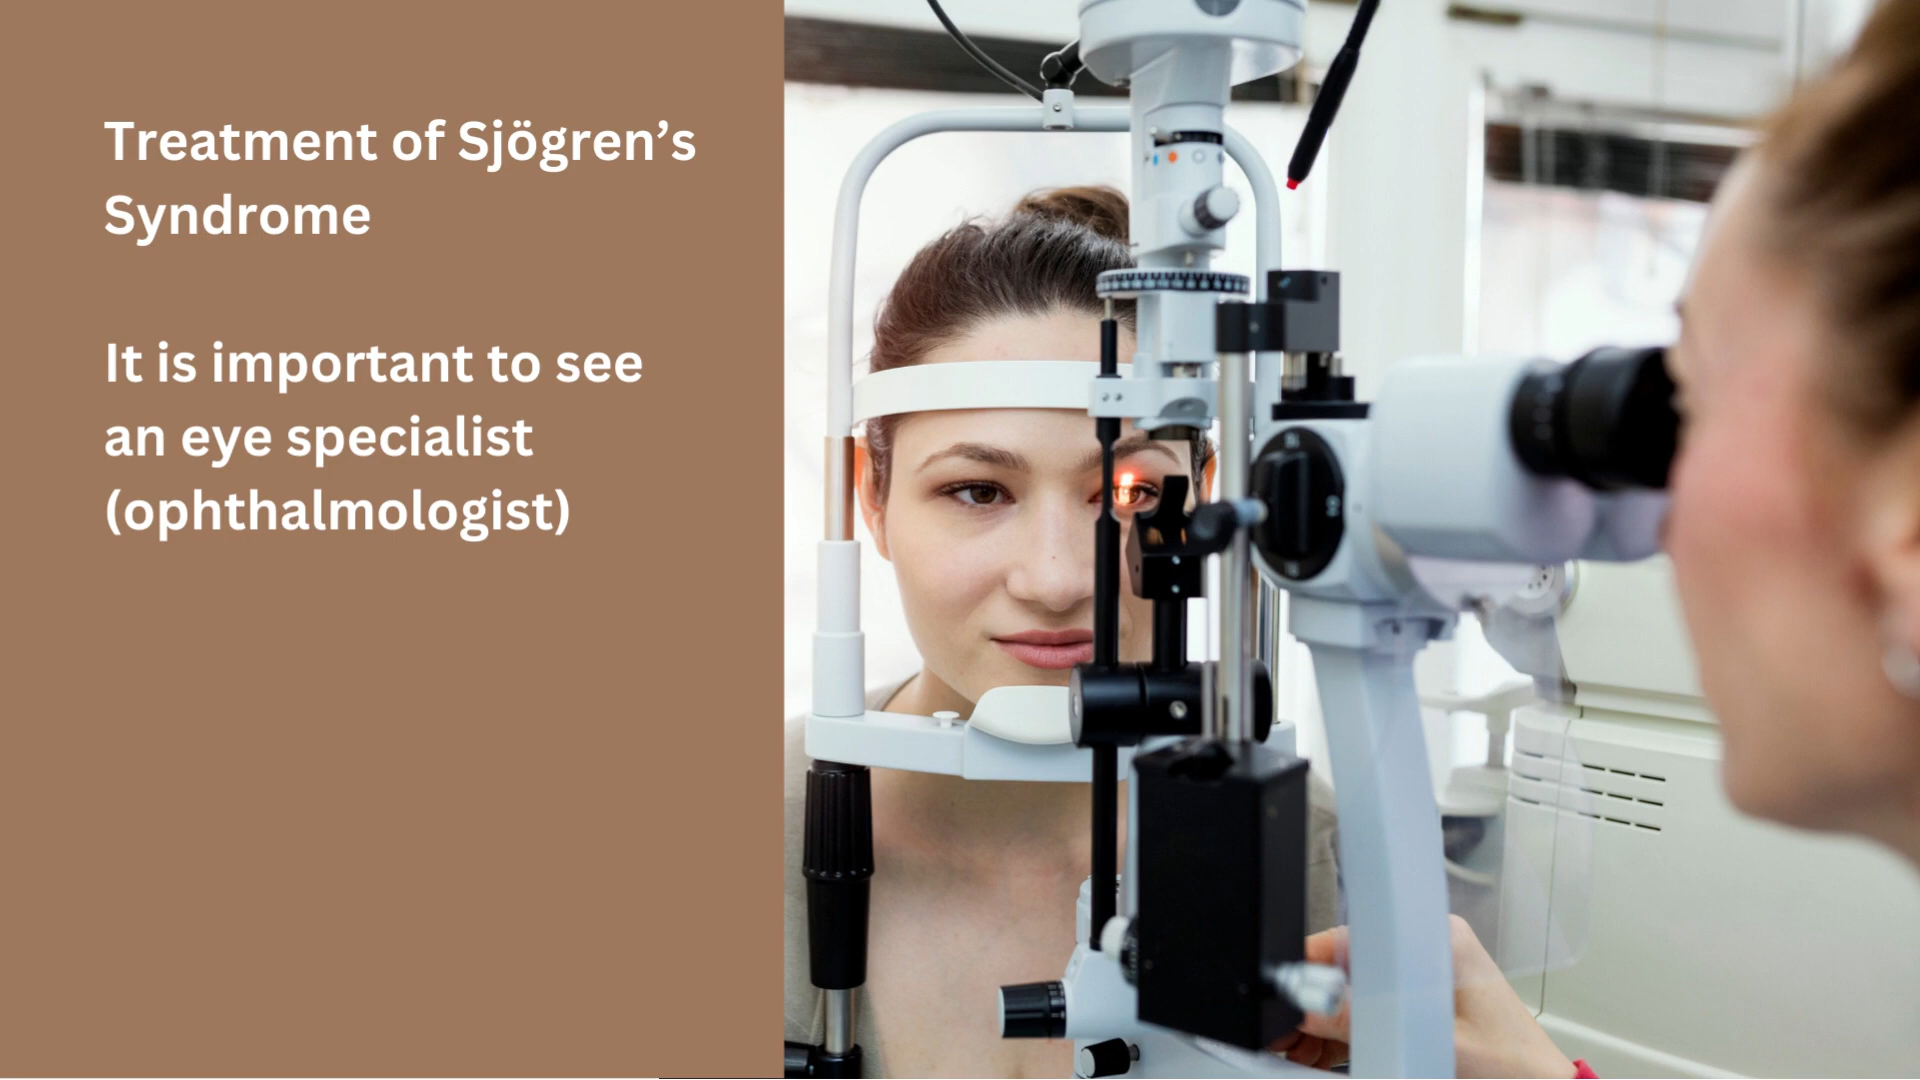 Treatment of Sjögren’s
Syndrome
It is important to see
an eye specialist
(ophthalmologist)